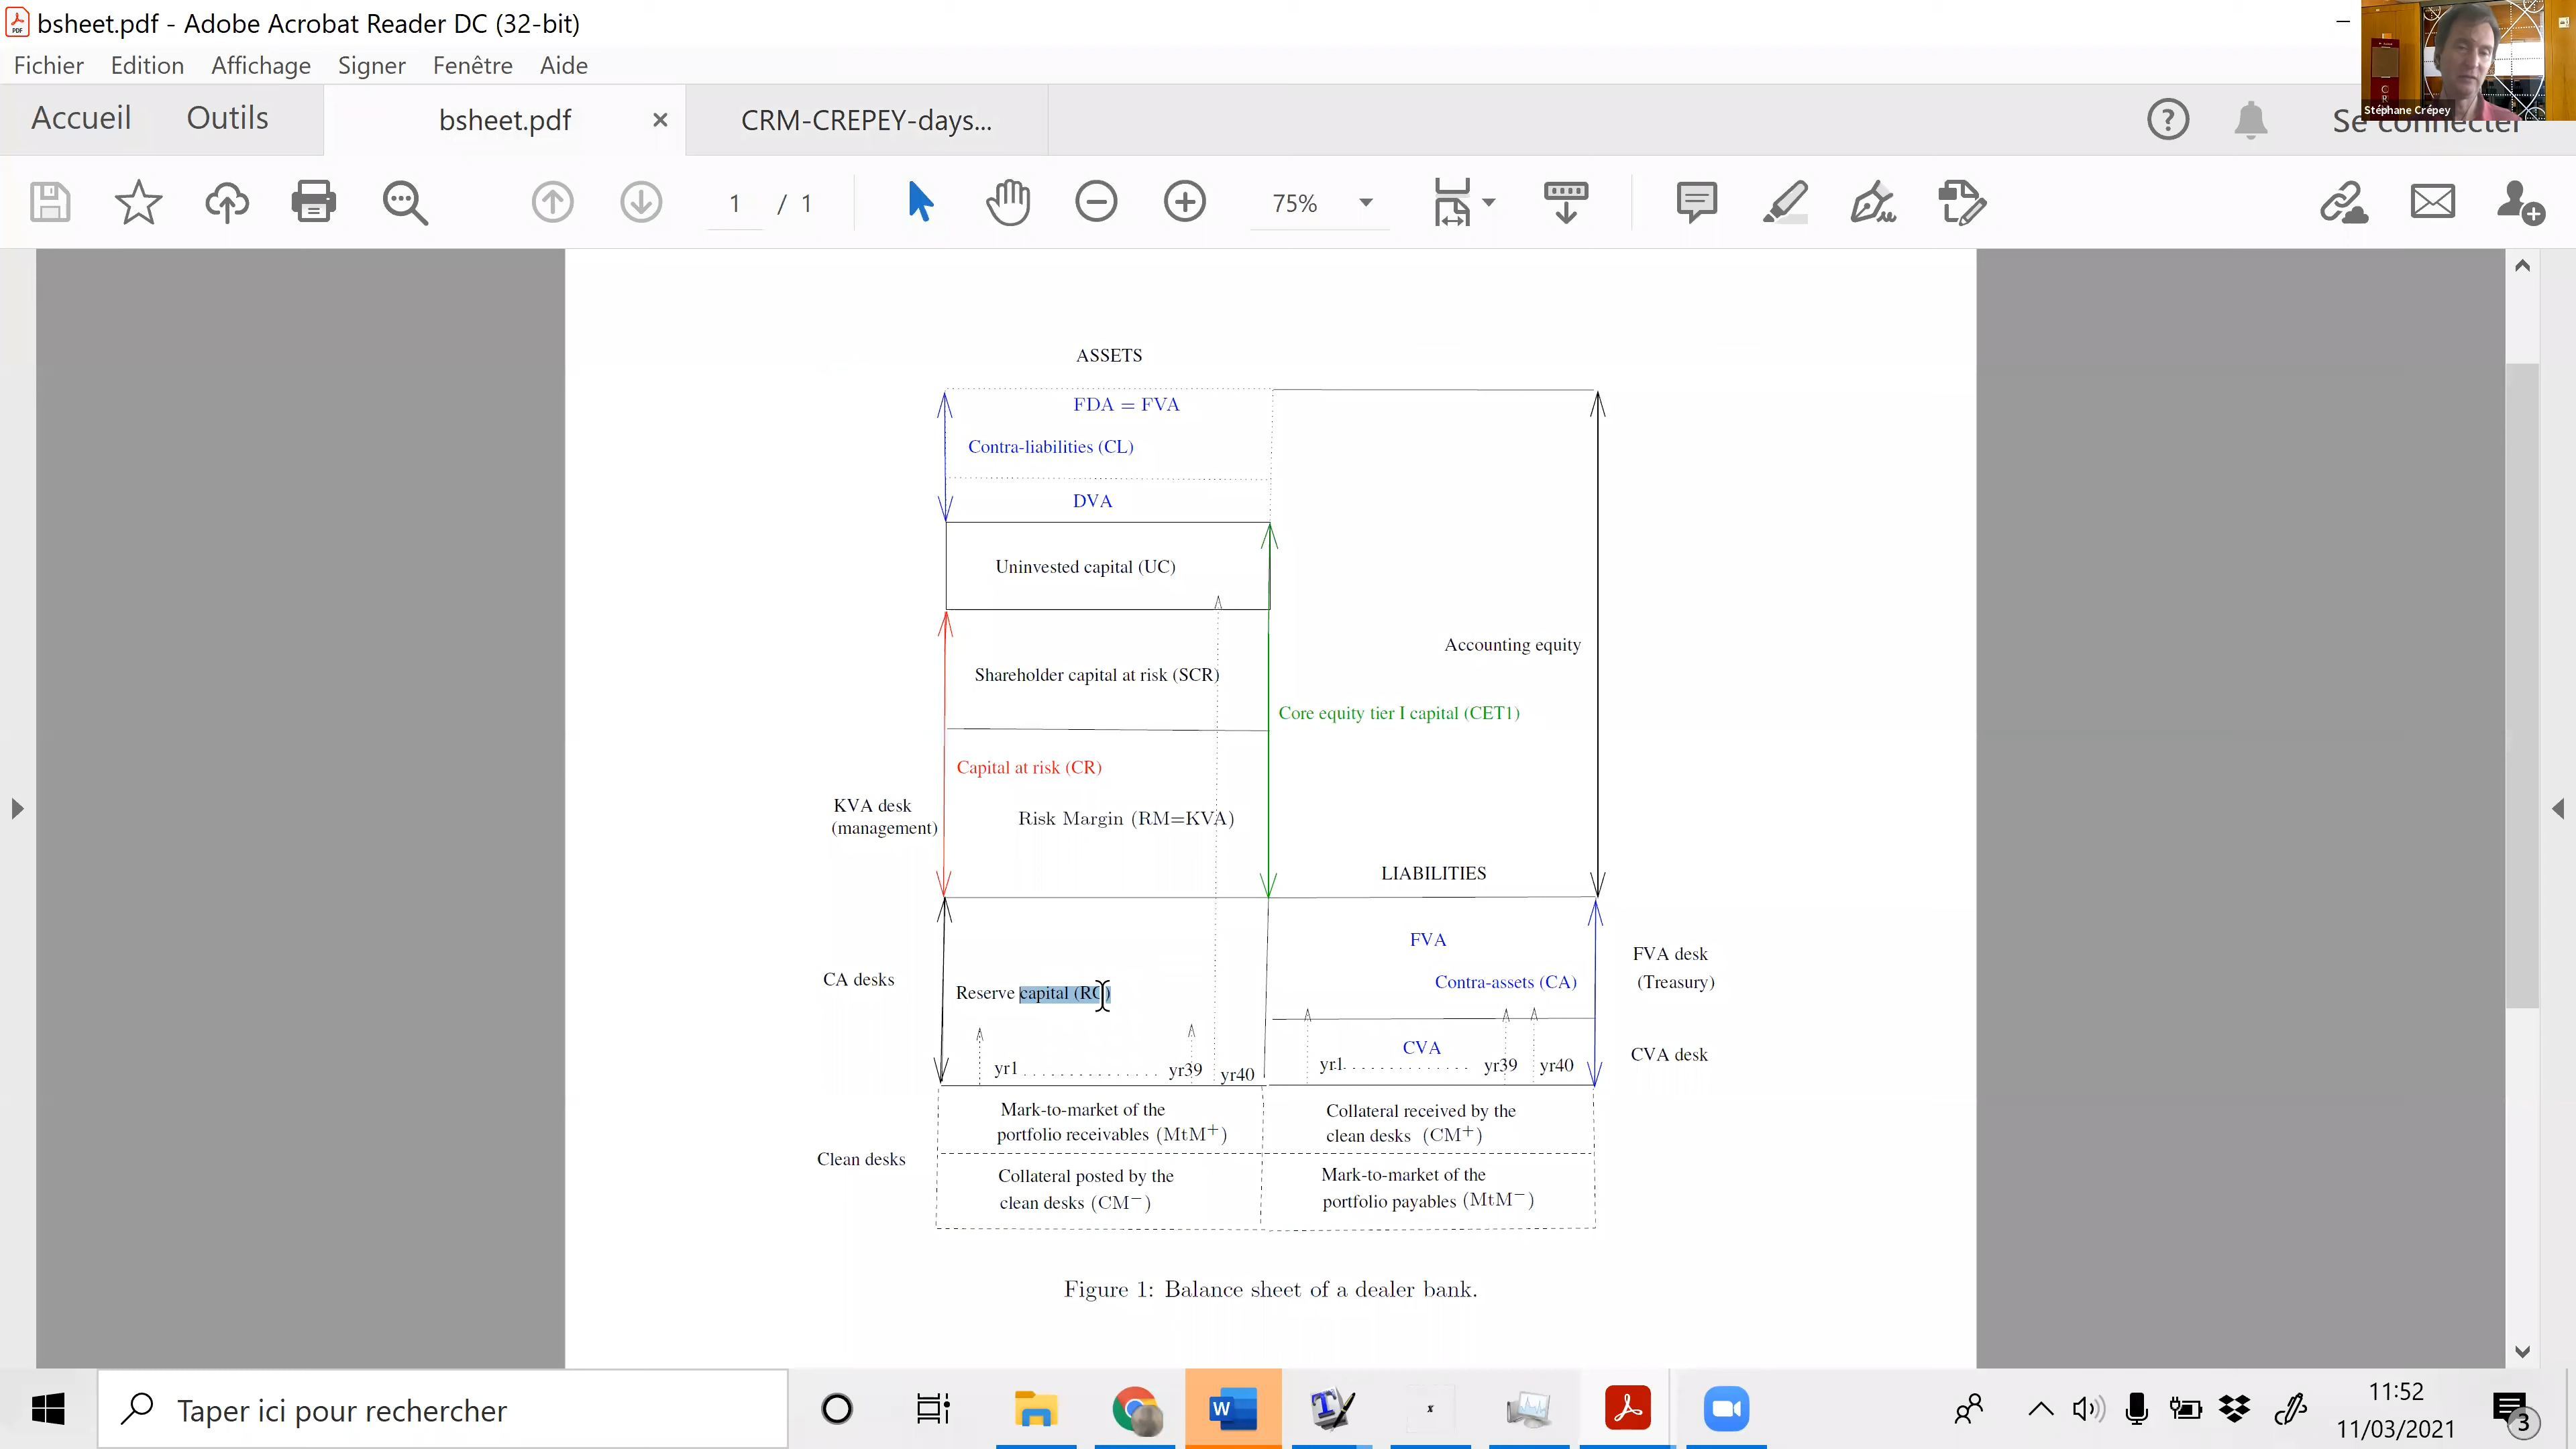 bsheet.pdf - Adobe Acrobat Reader DC (32-bit)
Fichier Edition Affichage Signer Fenêtre Aide
Accueil Outils bsheet.pdf × CRM-CREPEY-days... Se connecter
Stéphane Crépey
1 / 1 75%
ASSETS
FDA = FVA
Contra-liabilities (CL)
DVA
Uninvested capital (UC)
Accounting equity
Shareholder capital at risk (SCR)
Core equity tier I capital (CET1)
Capital at risk (CR)
KVA desk
(management)
Risk Margin (RM=KVA)
LIABILITIES
FVA
FVA desk
(Treasury)
CA desks
Contra-assets (CA)
Reserve capital (RC)
CVA
CVA desk
yr1 . . . . . . . . . . . . . yr39 yr40
yr1. . . . . . . . . . . . yr39 yr40
Mark-to-market of the
portfolio receivables (MtM⁺)
Collateral received by the
clean desks (CM⁺)
Clean desks
Collateral posted by the
clean desks (CM⁻)
Mark-to-market of the
portfolio payables (MtM⁻)
Figure 1: Balance sheet of a dealer bank.
Taper ici pour rechercher
11:52
11/03/2021
3